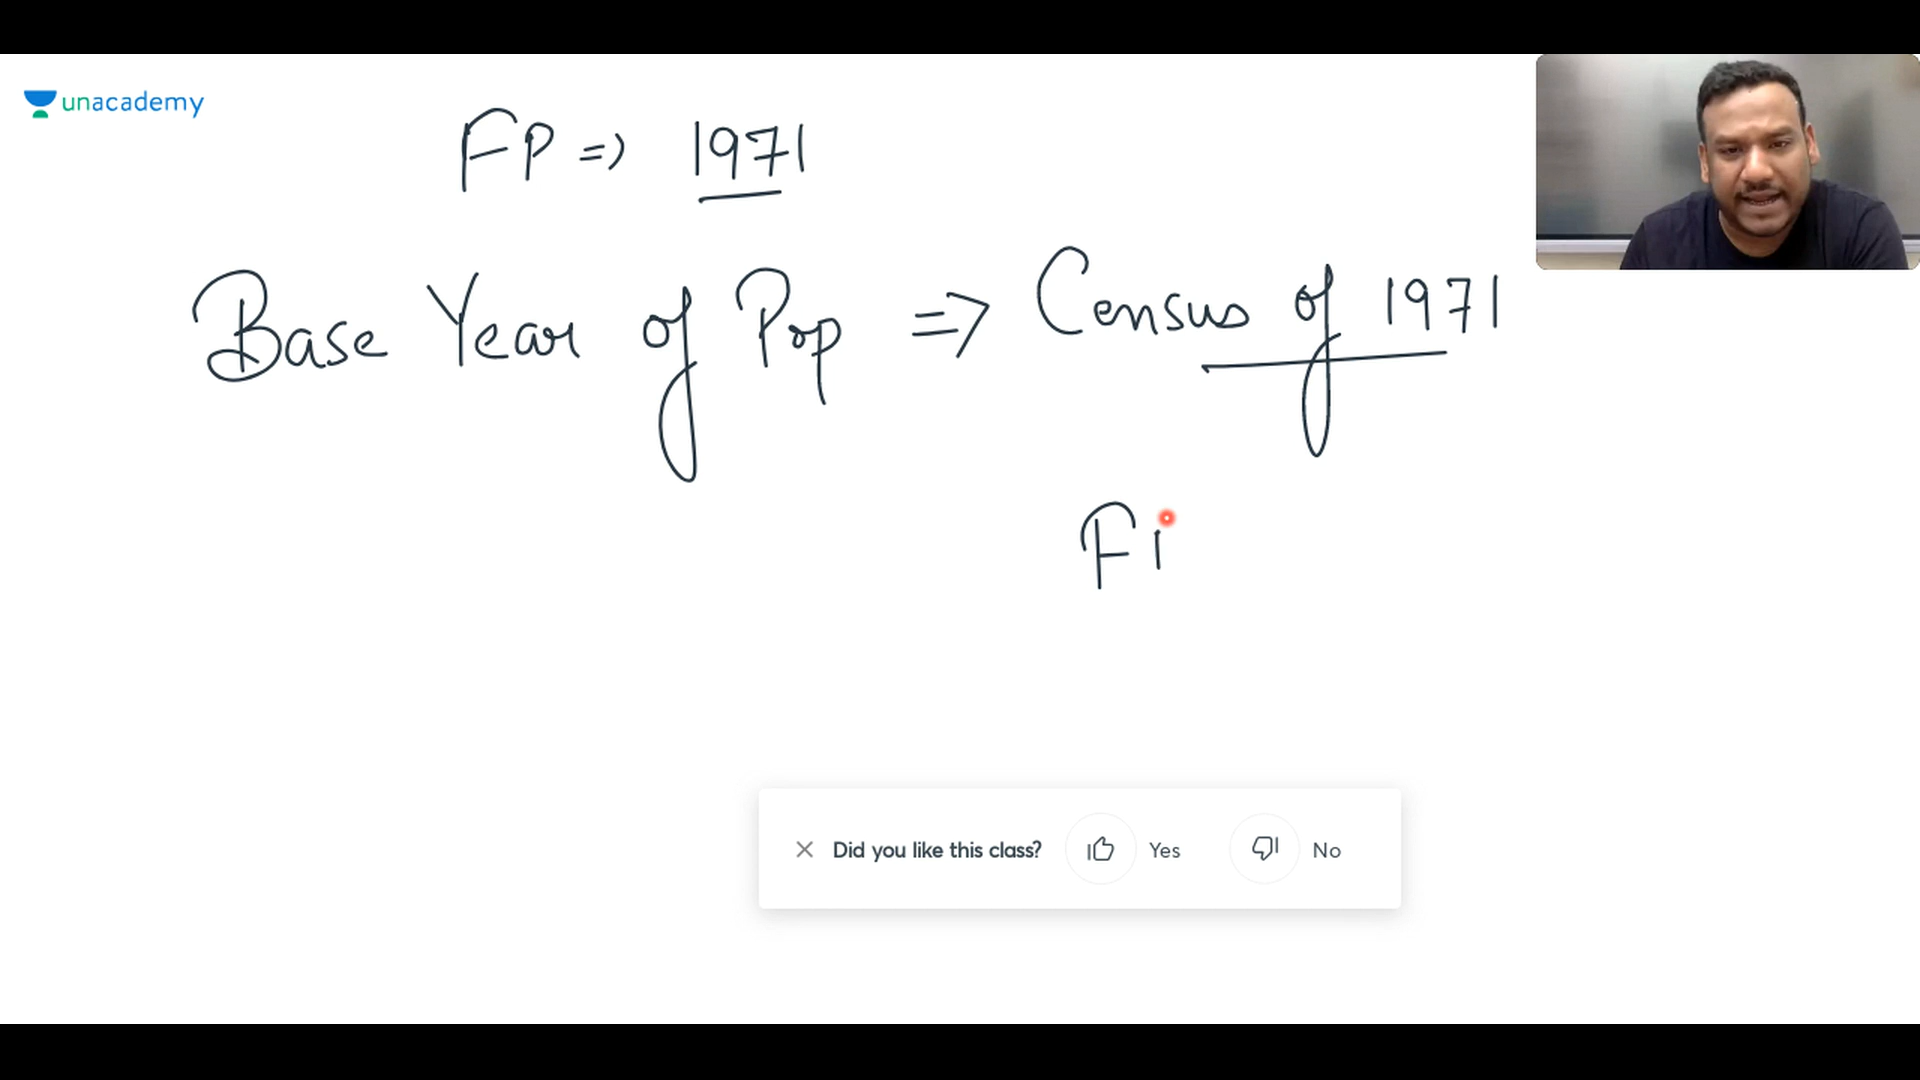 unacademy
FP => 1971
Base Year of Pop => Census of 1971
Fi
Did you like this class? Yes No